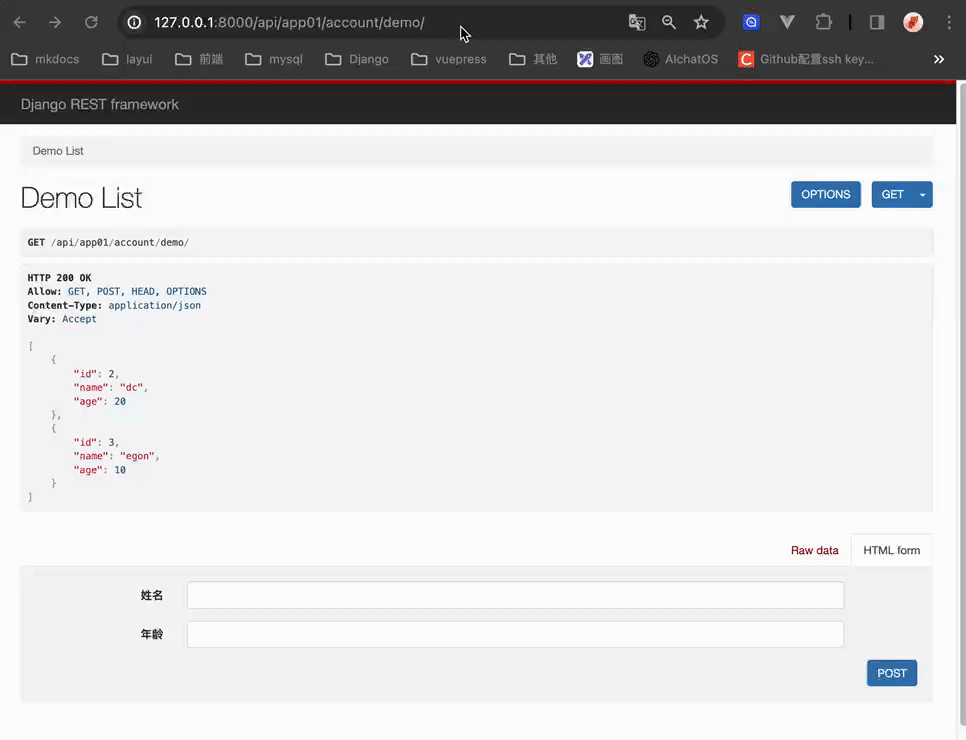 127.0.0.1:8000/api/app01/account/demo/
mkdocs layui 前端 mysql Django vuepress 其他 画图 AIchatOS Github配置ssh key... »
Django REST framework
Demo List
Demo List OPTIONS GET
GET /api/app01/account/demo/
HTTP 200 OK
Allow: GET, POST, HEAD, OPTIONS
Content-Type: application/json
Vary: Accept
[
    {
        "id": 2,
        "name": "dc",
        "age": 20
    },
    {
        "id": 3,
        "name": "egon",
        "age": 10
    }
]
Raw data HTML form
姓名
年龄
POST